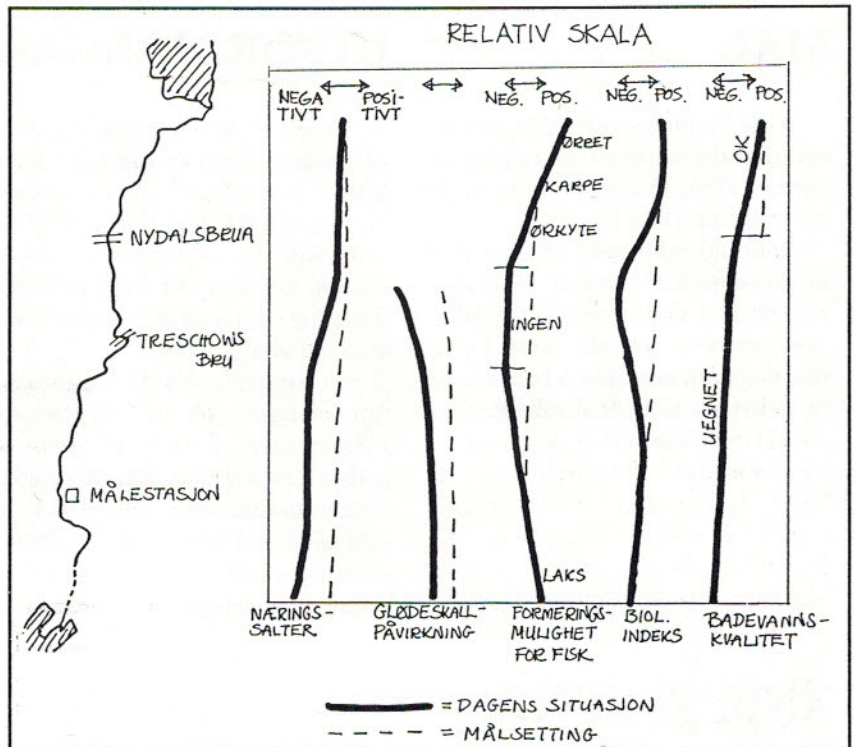 RELATIV SKALA
NEGA
TIVT
POSI-
TIVT
NEG. POS.
NEG. POS.
NEG. POS.
ØRRET
KARPE
ØRKYTE
INGEN
LAKS
OK
UEGNET
NYDALSBRUA
TRESCHOWS
BRU
MÅLESTASJON
NÆRINGS-
SALTER
GLØDESKALL-
PÅVIRKNING
FORMERINGS-
MULIGHET
FOR FISK
BIOL.
INDEKS
BADEVANNS-
KVALITET
= DAGENS SITUASJON
= MÅLSETTING